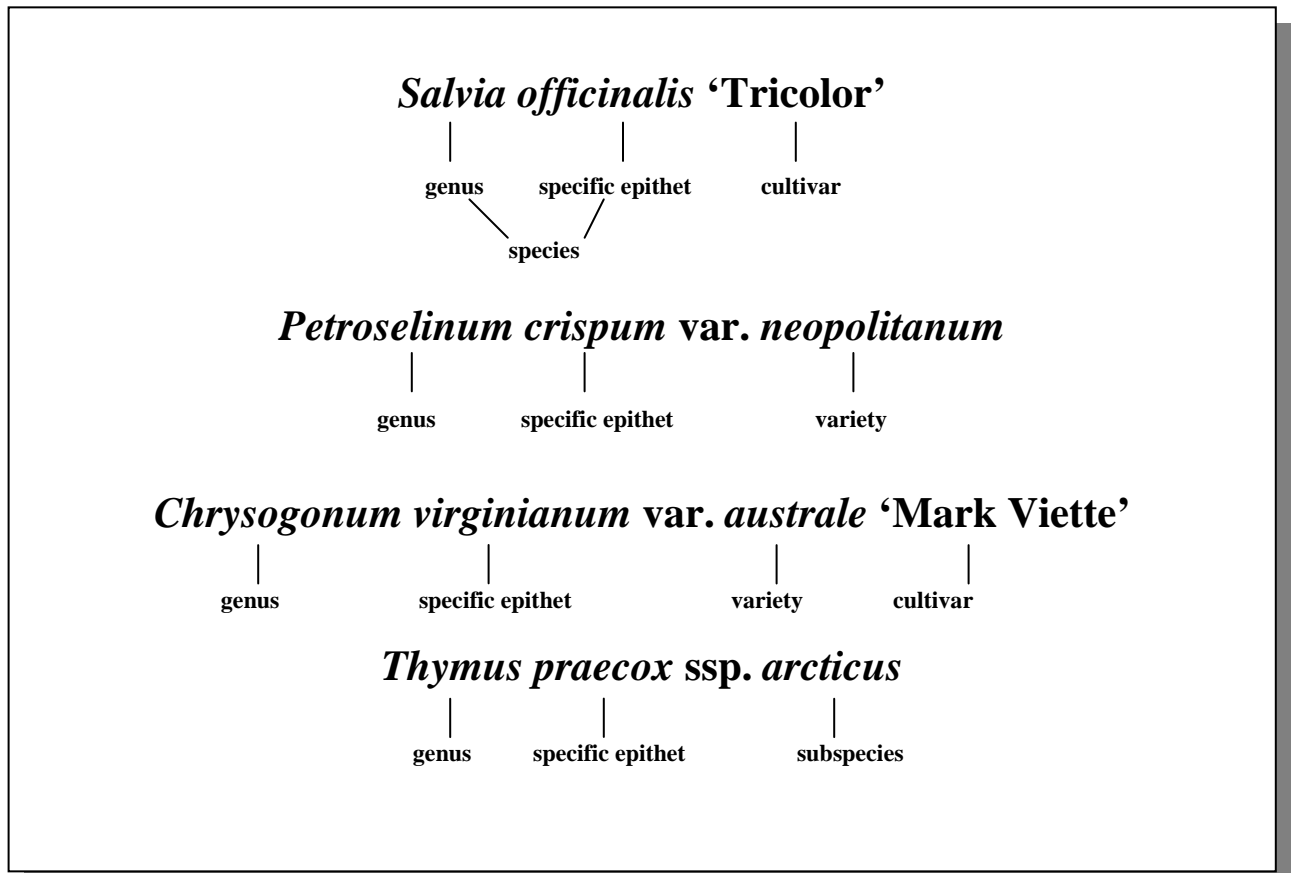 Salvia officinalis ‘Tricolor’
genus specific epithet cultivar
species
Petroselinum crispum var. neopolitanum
genus specific epithet variety
Chrysogonum virginianum var. australe ‘Mark Viette’
genus specific epithet variety cultivar
Thymus praecox ssp. arcticus
genus specific epithet subspecies